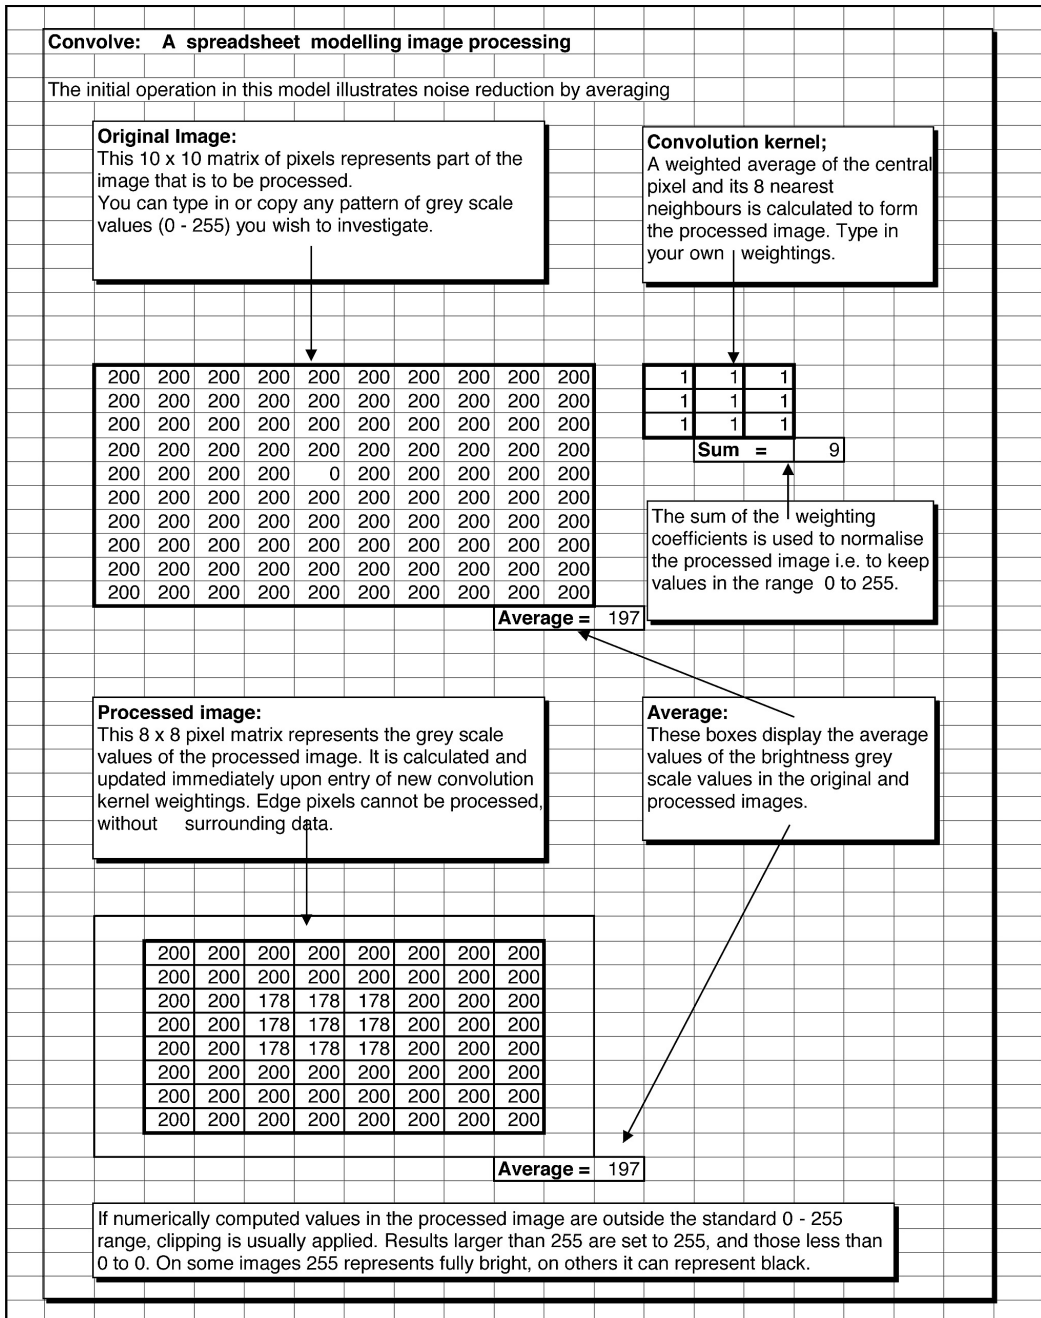 Convolve: A spreadsheet modelling image processing
The initial operation in this model illustrates noise reduction by averaging
Original Image:
This 10 x 10 matrix of pixels represents part of the
image that is to be processed.
You can type in or copy any pattern of grey scale
values (0 - 255) you wish to investigate.
Convolution kernel;
A weighted average of the central
pixel and its 8 nearest
neighbours is calculated to form
the processed image. Type in
your own weightings.
200 200 200 200 200 200 200 200 200 200
200 200 200 200 200 200 200 200 200 200
200 200 200 200 200 200 200 200 200 200
200 200 200 200 200 200 200 200 200 200
200 200 200 200 0 200 200 200 200 200
200 200 200 200 200 200 200 200 200 200
200 200 200 200 200 200 200 200 200 200
200 200 200 200 200 200 200 200 200 200
200 200 200 200 200 200 200 200 200 200
200 200 200 200 200 200 200 200 200 200
Average = 197
1 1 1
1 1 1
1 1 1
Sum = 9
The sum of the weighting
coefficients is used to normalise
the processed image i.e. to keep
values in the range 0 to 255.
Processed image:
This 8 x 8 pixel matrix represents the grey scale
values of the processed image. It is calculated and
updated immediately upon entry of new convolution
kernel weightings. Edge pixels cannot be processed,
without surrounding data.
Average:
These boxes display the average
values of the brightness grey
scale values in the original and
processed images.
200 200 200 200 200 200 200 200
200 200 200 200 200 200 200 200
200 200 178 178 178 200 200 200
200 200 178 178 178 200 200 200
200 200 178 178 178 200 200 200
200 200 200 200 200 200 200 200
200 200 200 200 200 200 200 200
200 200 200 200 200 200 200 200
Average = 197
If numerically computed values in the processed image are outside the standard 0 - 255
range, clipping is usually applied. Results larger than 255 are set to 255, and those less than
0 to 0. On some images 255 represents fully bright, on others it can represent black.